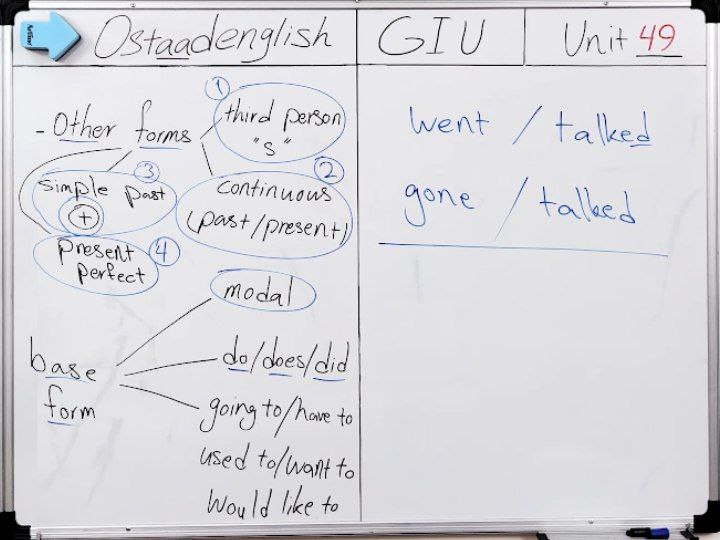 Ostaadenglish
GIU
Unit 49
- Other forms
① third person
"s"
② continuous
(past/present)
③ simple past
+
④ present
perfect
base
form
modal
do/does/did
going to/have to
used to/want to
Would like to
went / talked
gone / talked